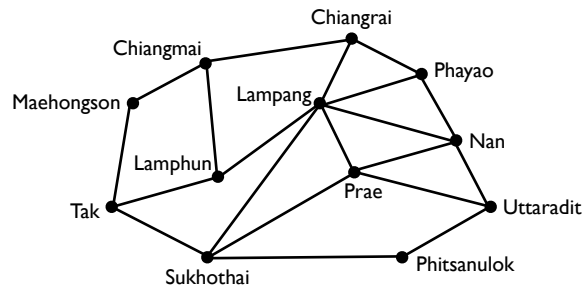 Chiangrai
Chiangmai
Phayao
Maehongson
Lampang
Nan
Lamphun
Prae
Tak
Uttaradit
Sukhothai
Phitsanulok